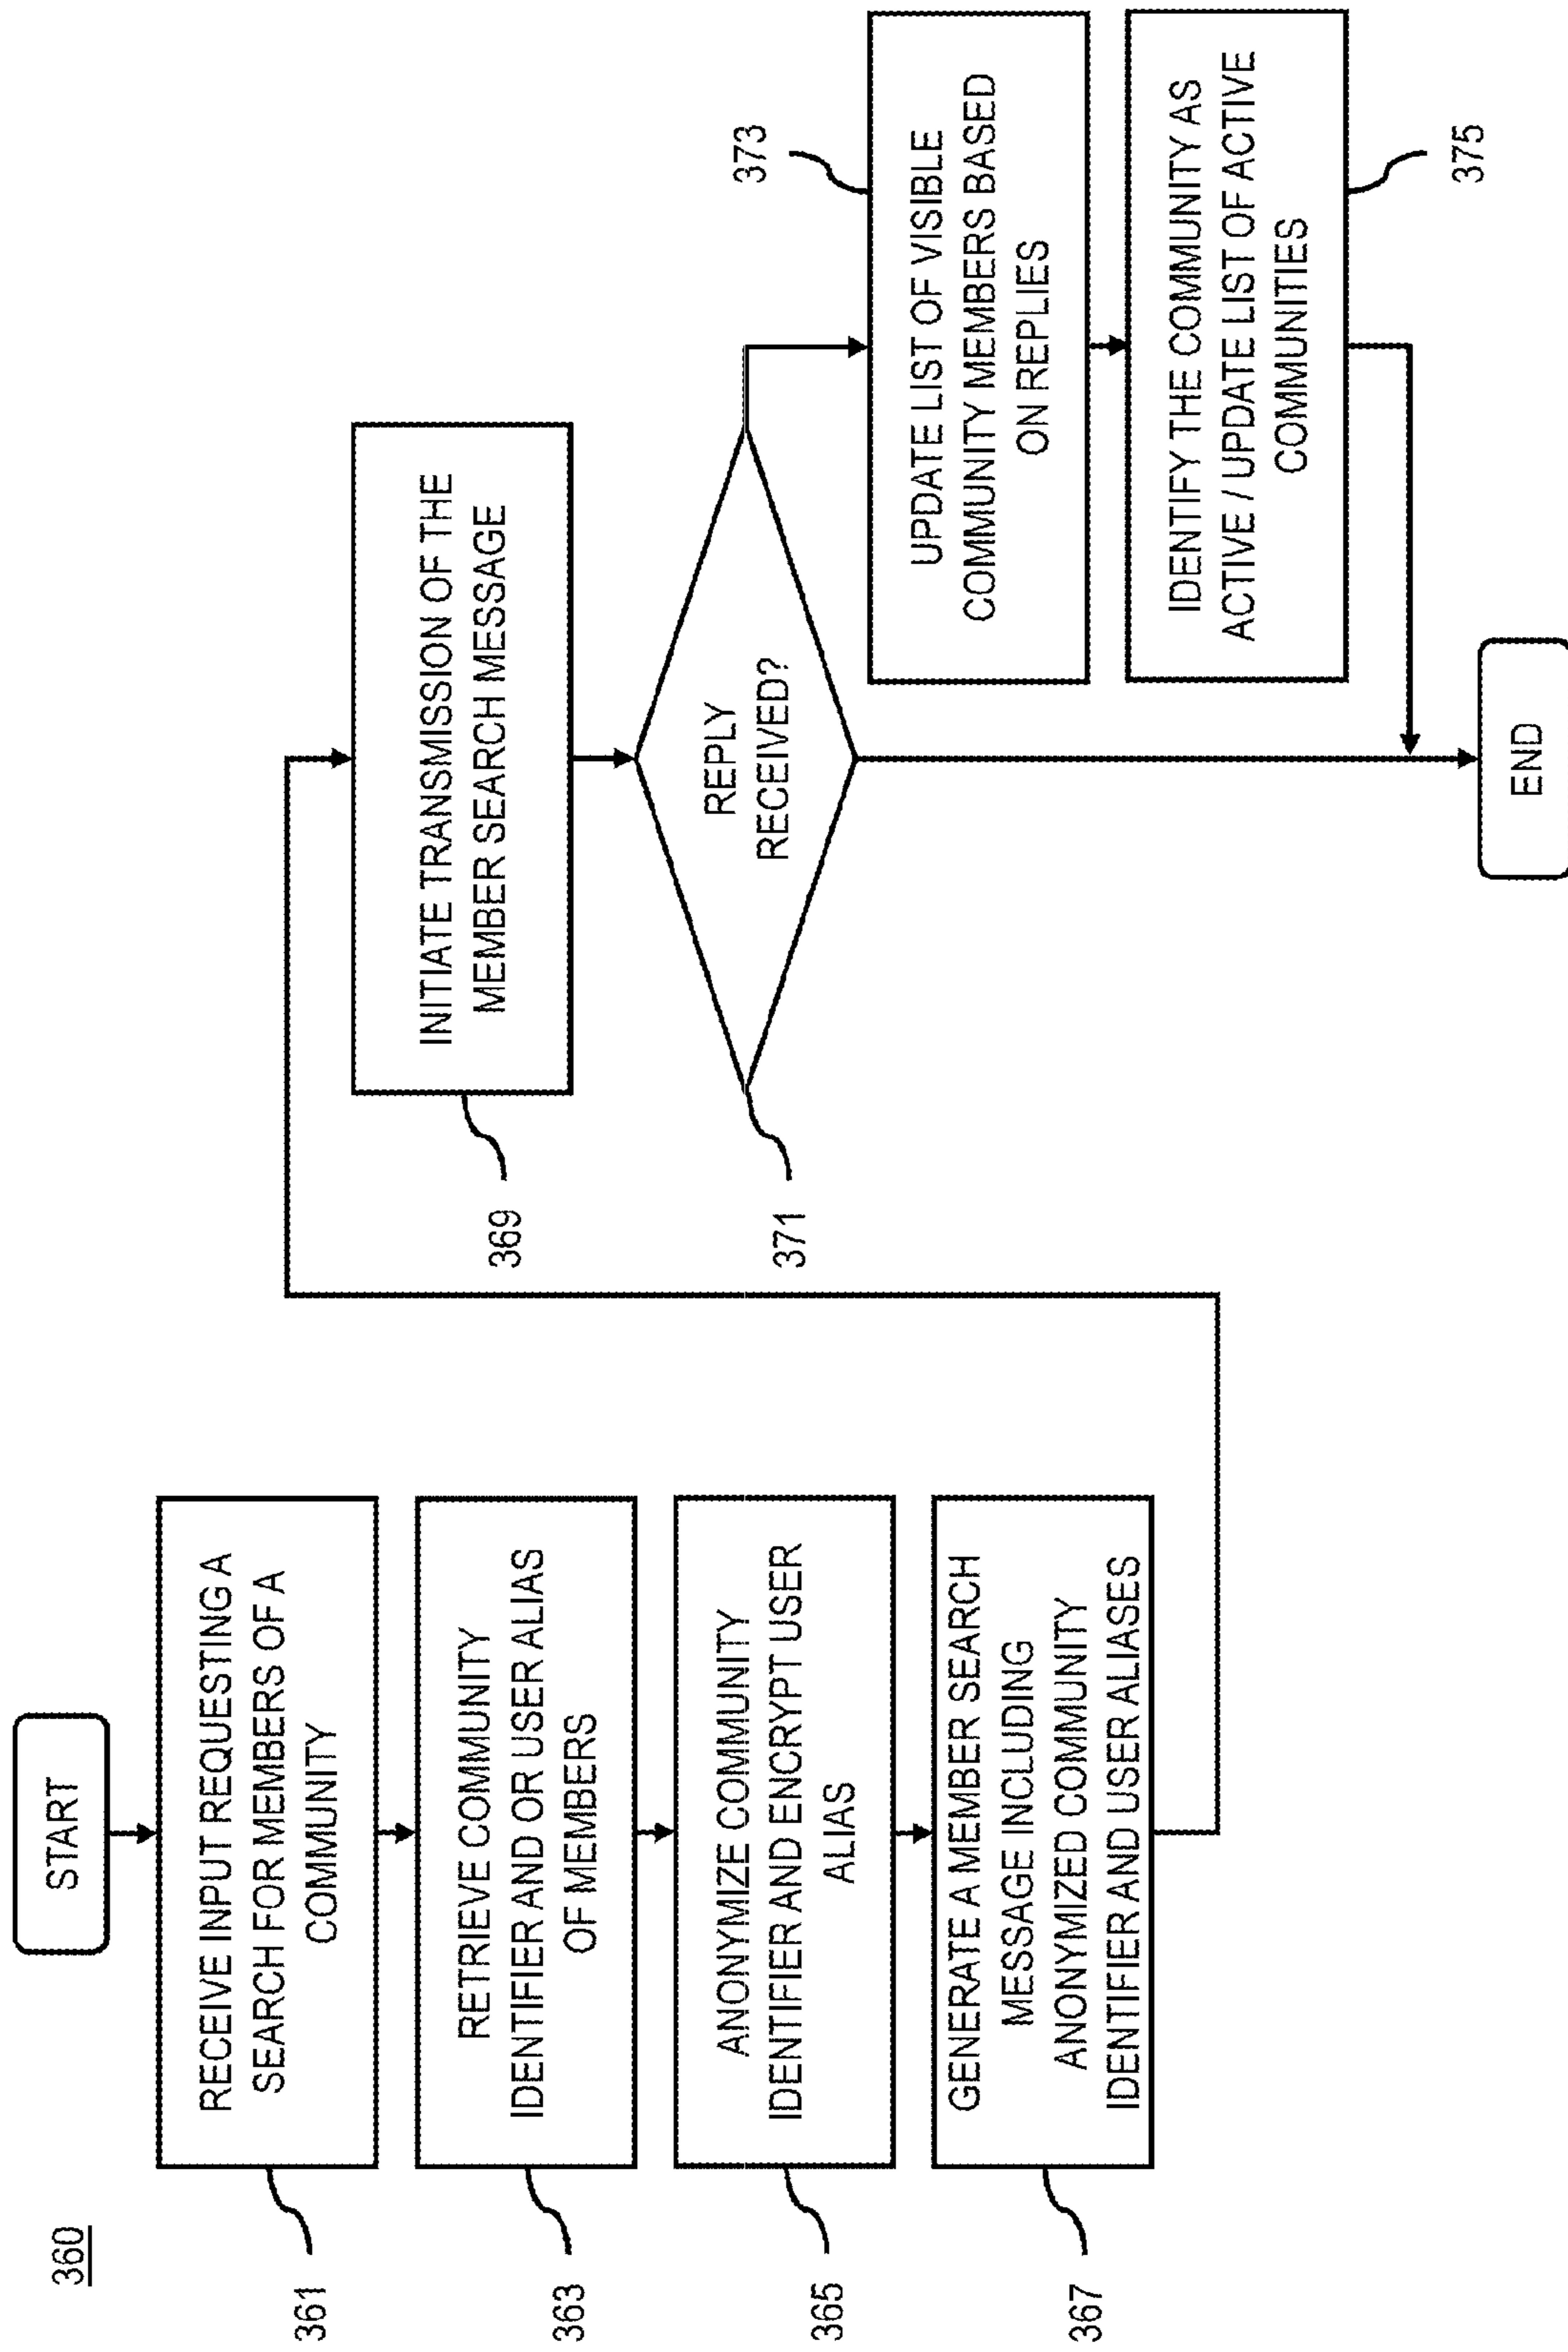 360
START
361
RECEIVE INPUT REQUESTING A
SEARCH FOR MEMBERS OF A
COMMUNITY
363
RETRIEVE COMMUNITY
IDENTIFIER AND OR USER ALIAS
OF MEMBERS
365
ANONYMIZE COMMUNITY
IDENTIFIER AND ENCRYPT USER
ALIAS
367
GENERATE A MEMBER SEARCH
MESSAGE INCLUDING
ANONYMIZED COMMUNITY
IDENTIFIER AND USER ALIASES
369
INITIATE TRANSMISSION OF THE
MEMBER SEARCH MESSAGE
371
REPLY
RECEIVED?
373
UPDATE LIST OF VISIBLE
COMMUNITY MEMBERS BASED
ON REPLIES
IDENTIFY THE COMMUNITY AS
ACTIVE / UPDATE LIST OF ACTIVE
COMMUNITIES
375
END